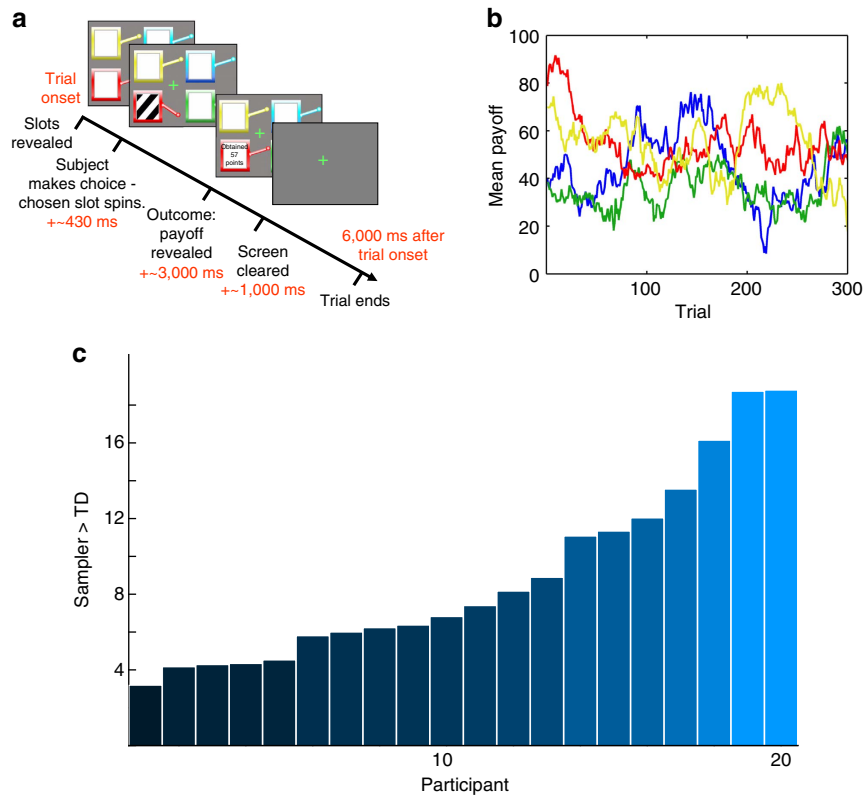 a
Trial
onset
Slots
revealed
Subject
makes choice -
chosen slot spins.
+~430 ms
Obtained
57
points
Outcome:
payoff
revealed
+~3,000 ms
Screen
cleared
+~1,000 ms
6,000 ms after
trial onset
Trial ends
b
Mean payoff
100
80
60
40
20
0
100
200
300
Trial
c
Sampler > TD
16
12
8
4
10
20
Participant